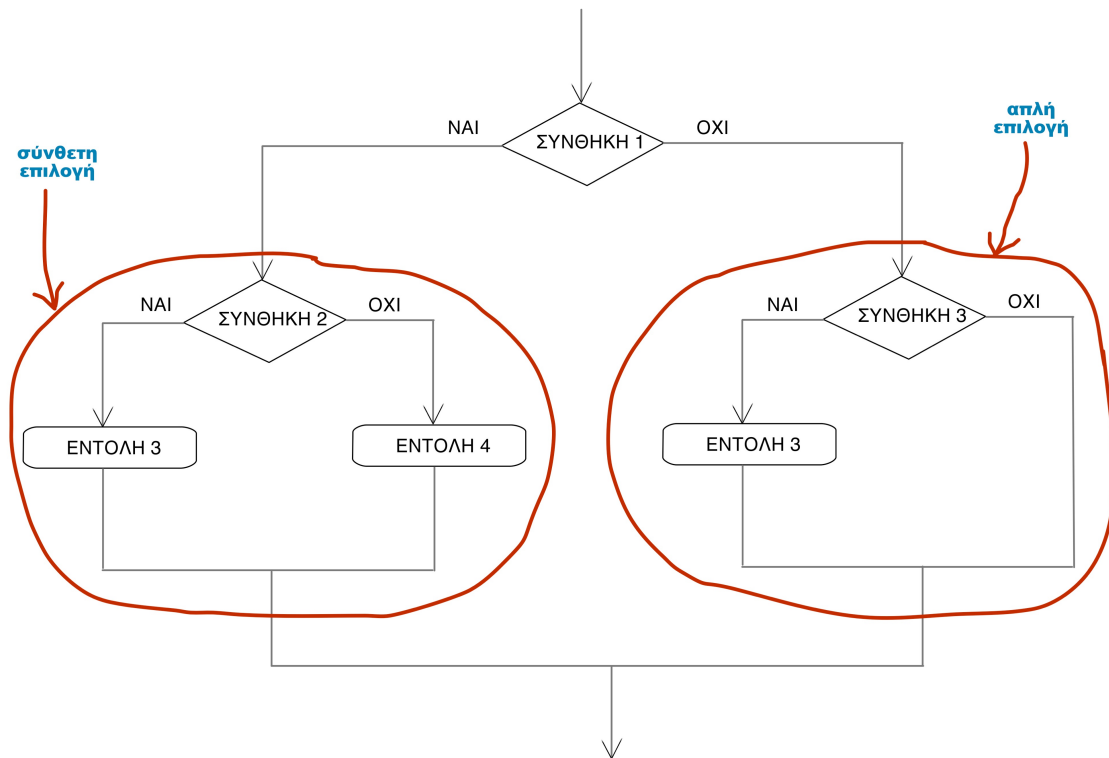 ΝΑΙ
ΣΥΝΘΗΚΗ 1
ΟΧΙ
απλή
επιλογή
σύνθετη
επιλογή
ΝΑΙ
ΣΥΝΘΗΚΗ 2
ΟΧΙ
ΝΑΙ
ΣΥΝΘΗΚΗ 3
ΟΧΙ
ΕΝΤΟΛΗ 3
ΕΝΤΟΛΗ 4
ΕΝΤΟΛΗ 3